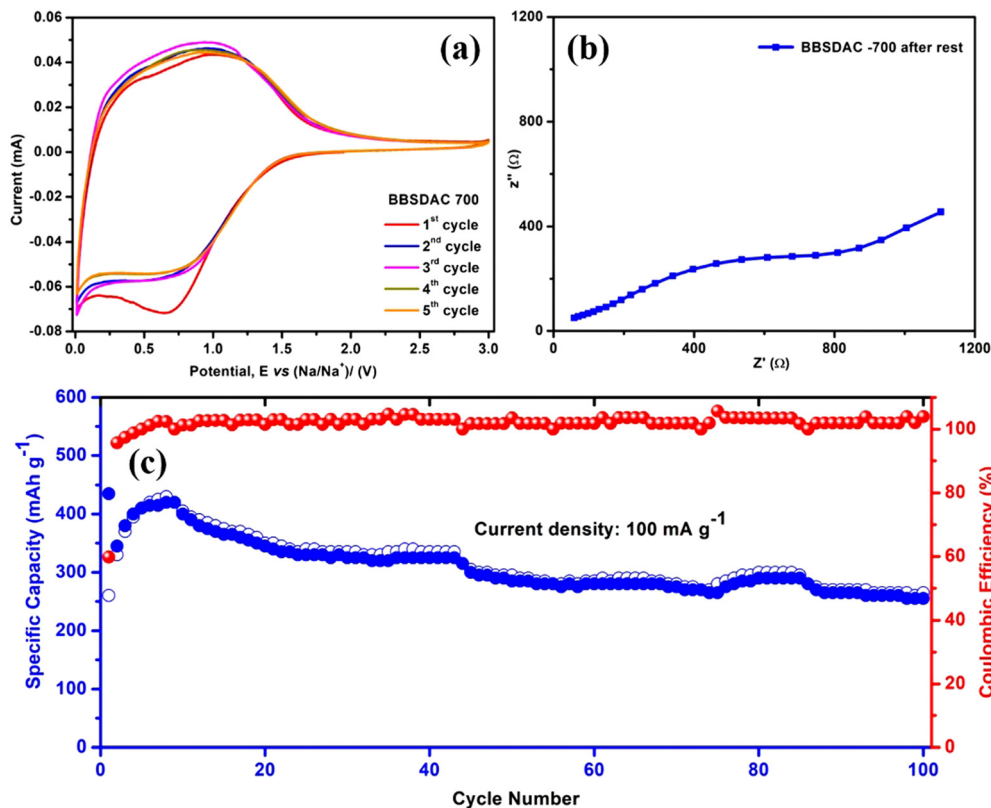 (a)
0.06
0.04
0.02
0.00
-0.02
-0.04
-0.06
-0.08
Current (mA)
BBSDAC 700
1st cycle
2nd cycle
3rd cycle
4th cycle
5th cycle
0.0 0.5 1.0 1.5 2.0 2.5 3.0
Potential, E vs (Na/Na+)/ (V)
(b)
BBSDAC -700 after rest
1200
800
400
0
z'' (Ω)
0 400 800 1200
Z' (Ω)
(c)
600
500
400
300
200
100
0
Specific Capacity (mAh g-1)
Current density: 100 mA g-1
100
80
60
40
20
0
Coulombic Efficiency (%)
0 20 40 60 80 100
Cycle Number